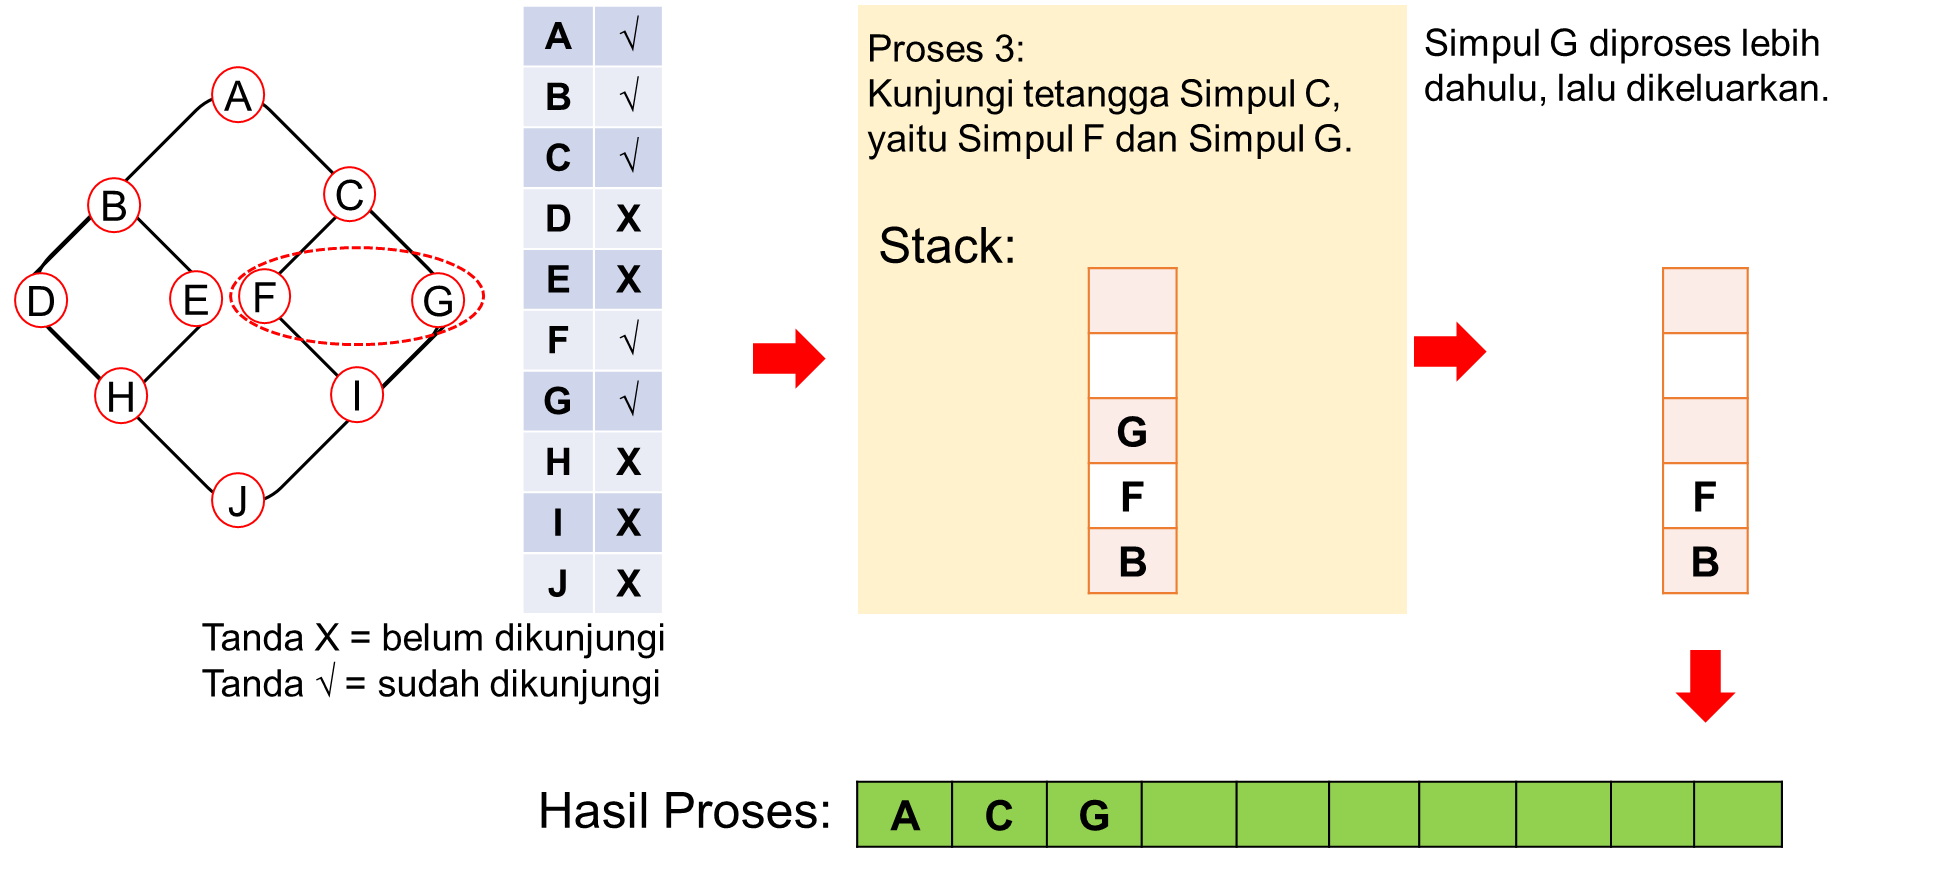 A
B
C
D
E
F
G
H
I
J
A √
B √
C √
D X
E X
F √
G √
H X
I X
J X
Tanda X = belum dikunjungi
Tanda √ = sudah dikunjungi
Proses 3:
Kunjungi tetangga Simpul C,
yaitu Simpul F dan Simpul G.
Stack:
G
F
B
Simpul G diproses lebih
dahulu, lalu dikeluarkan.
F
B
Hasil Proses: A C G